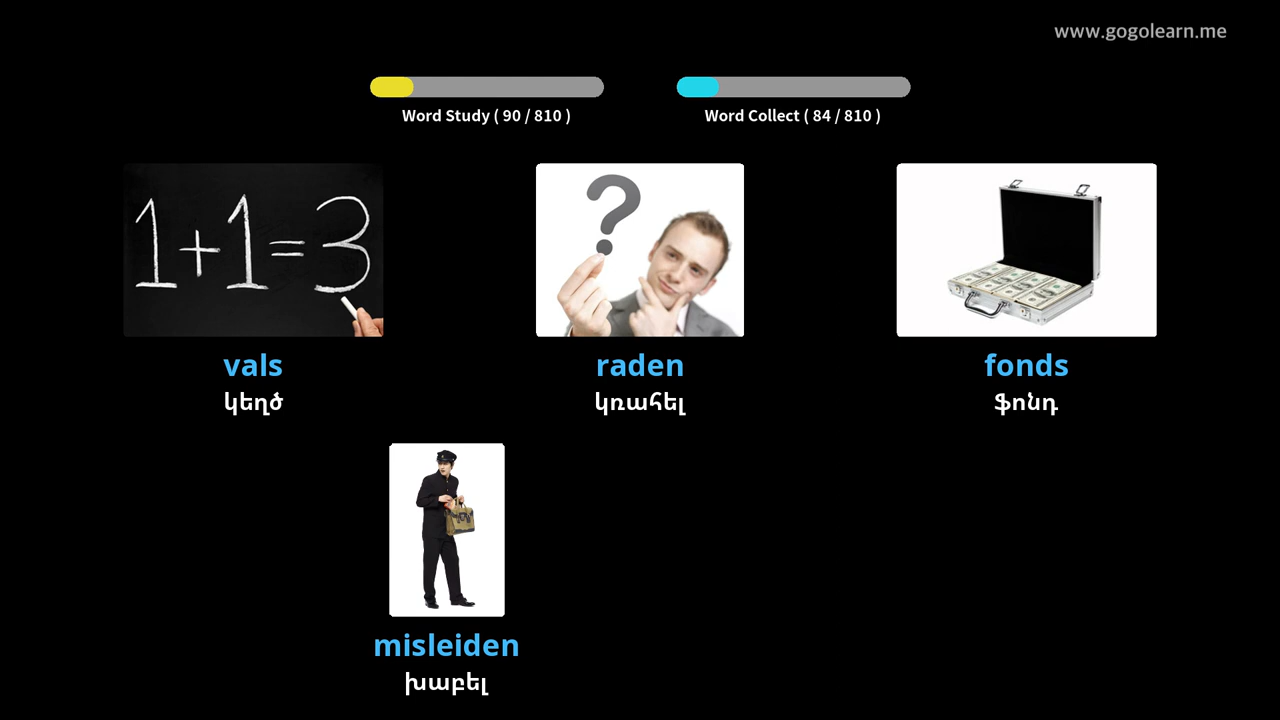 www.gogolearn.me
Word Study ( 90 / 810 )
Word Collect ( 84 / 810 )
1+1=3
?
vals
կեղծ
raden
կռահել
fonds
ֆոնդ
misleiden
խաբել